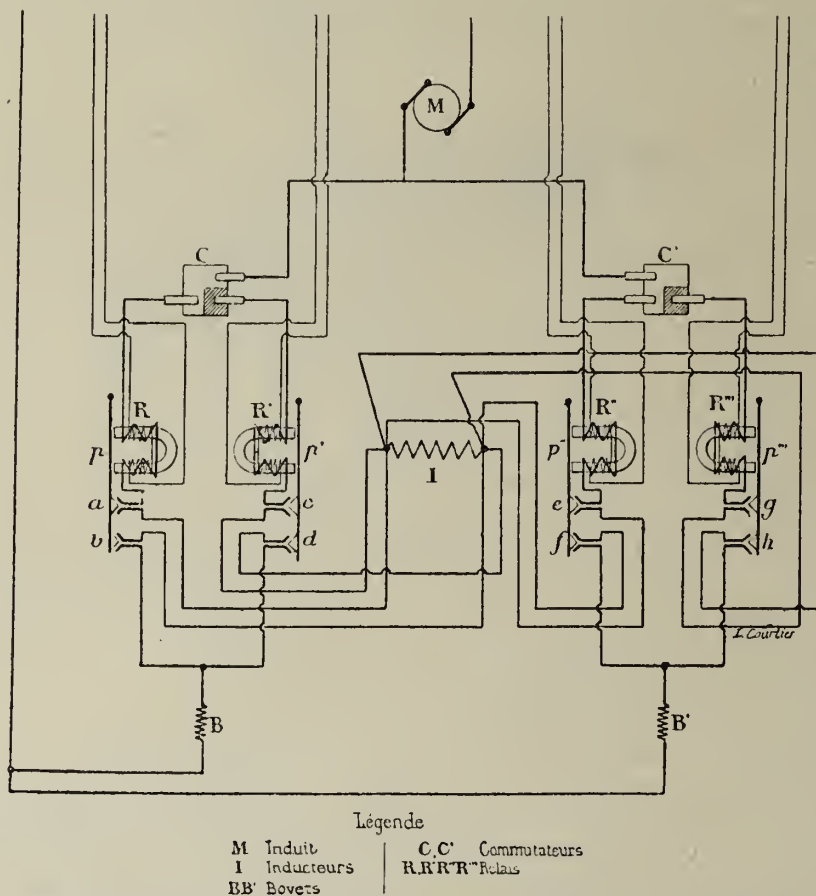 M
C
C'
R
R'
R"
R'''
p
p'
p"
p'''
I
a
c
e
g
b
d
f
h
L. Courtier
B
B'
Légende
M Induit
I Inducteurs
BB' Bovets
C,C' Commutateurs
R.R'R"R''' Relais